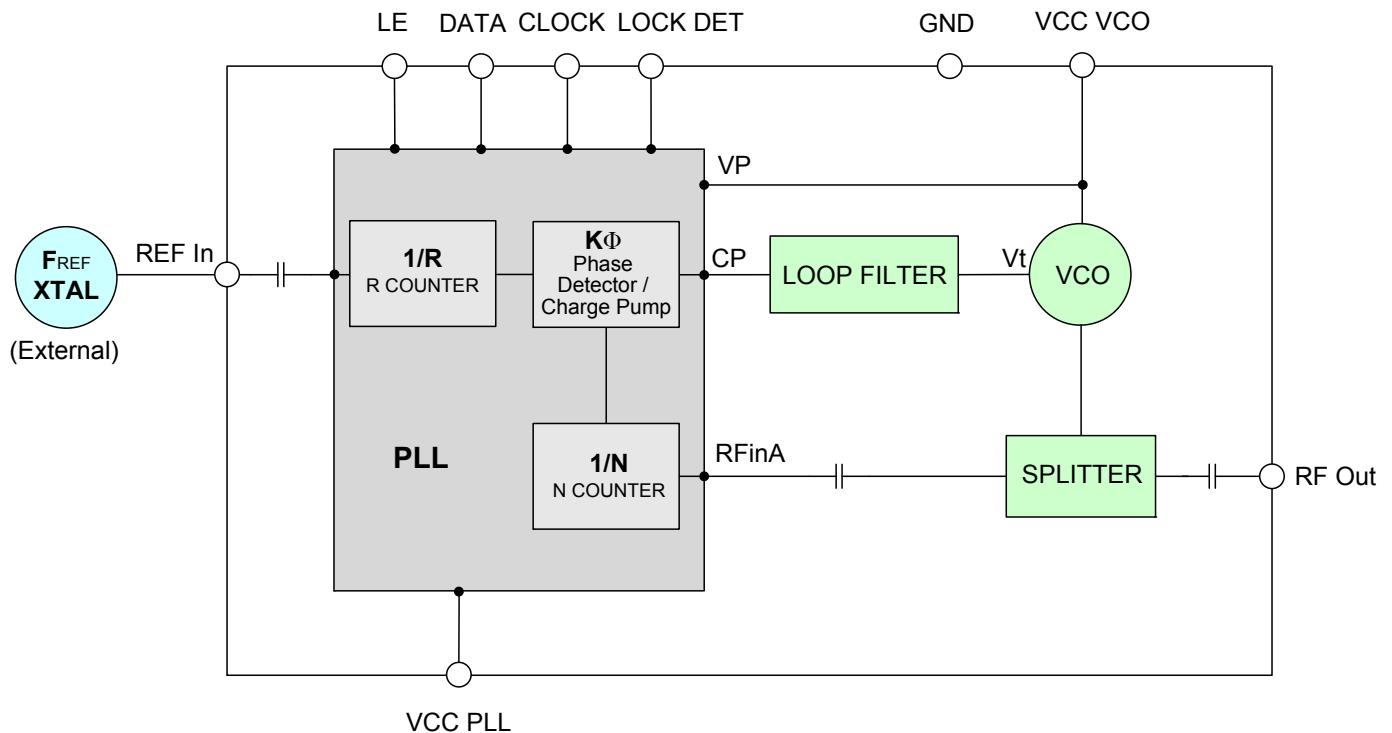 LE
DATA
CLOCK
LOCK DET
GND
VCC VCO
VP
FREF
XTAL
(External)
REF In
1/R
R COUNTER
KΦ
Phase
Detector /
Charge Pump
CP
LOOP FILTER
Vt
VCO
PLL
1/N
N COUNTER
RFinA
SPLITTER
RF Out
VCC PLL